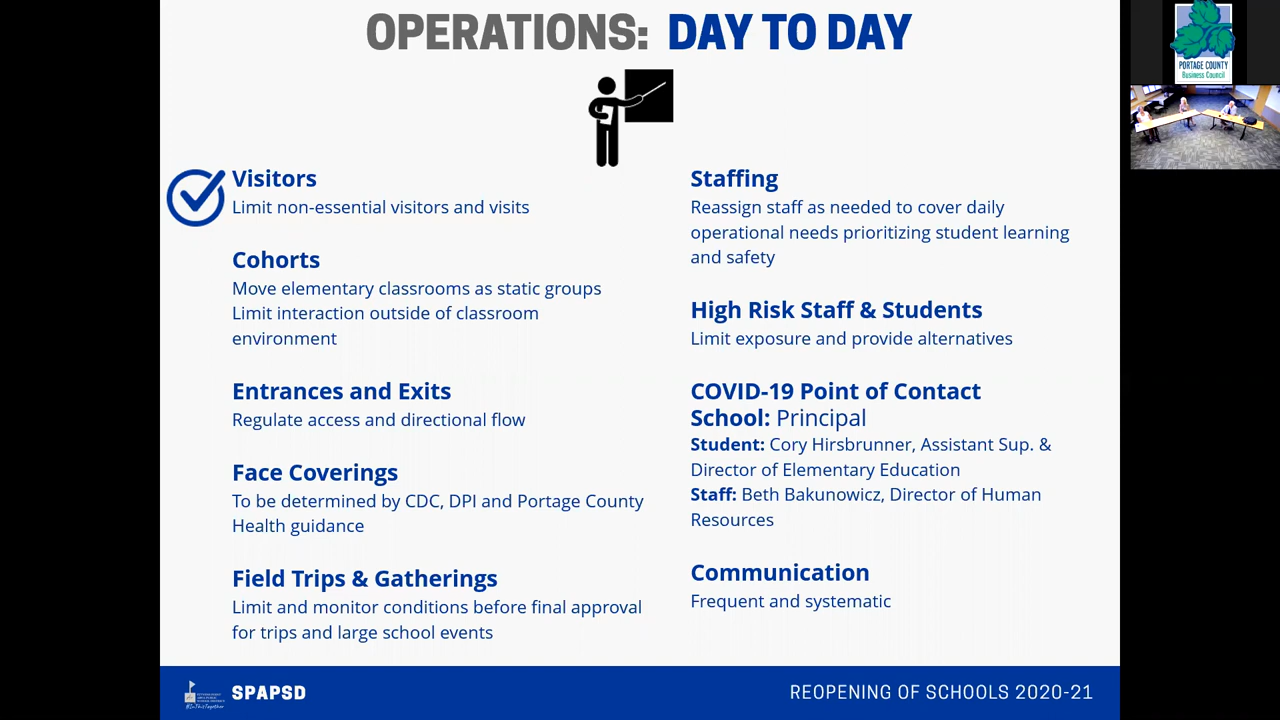 OPERATIONS: DAY TO DAY
Visitors
Limit non-essential visitors and visits
Cohorts
Move elementary classrooms as static groups
Limit interaction outside of classroom
environment
Entrances and Exits
Regulate access and directional flow
Face Coverings
To be determined by CDC, DPI and Portage County
Health guidance
Field Trips & Gatherings
Limit and monitor conditions before final approval
for trips and large school events
Staffing
Reassign staff as needed to cover daily
operational needs prioritizing student learning
and safety
High Risk Staff & Students
Limit exposure and provide alternatives
COVID-19 Point of Contact
School: Principal
Student: Cory Hirsbrunner, Assistant Sup. &
Director of Elementary Education
Staff: Beth Bakunowicz, Director of Human
Resources
Communication
Frequent and systematic
SPAPSD
REOPENING OF SCHOOLS 2020-21
PORTAGE COUNTY
Business Council